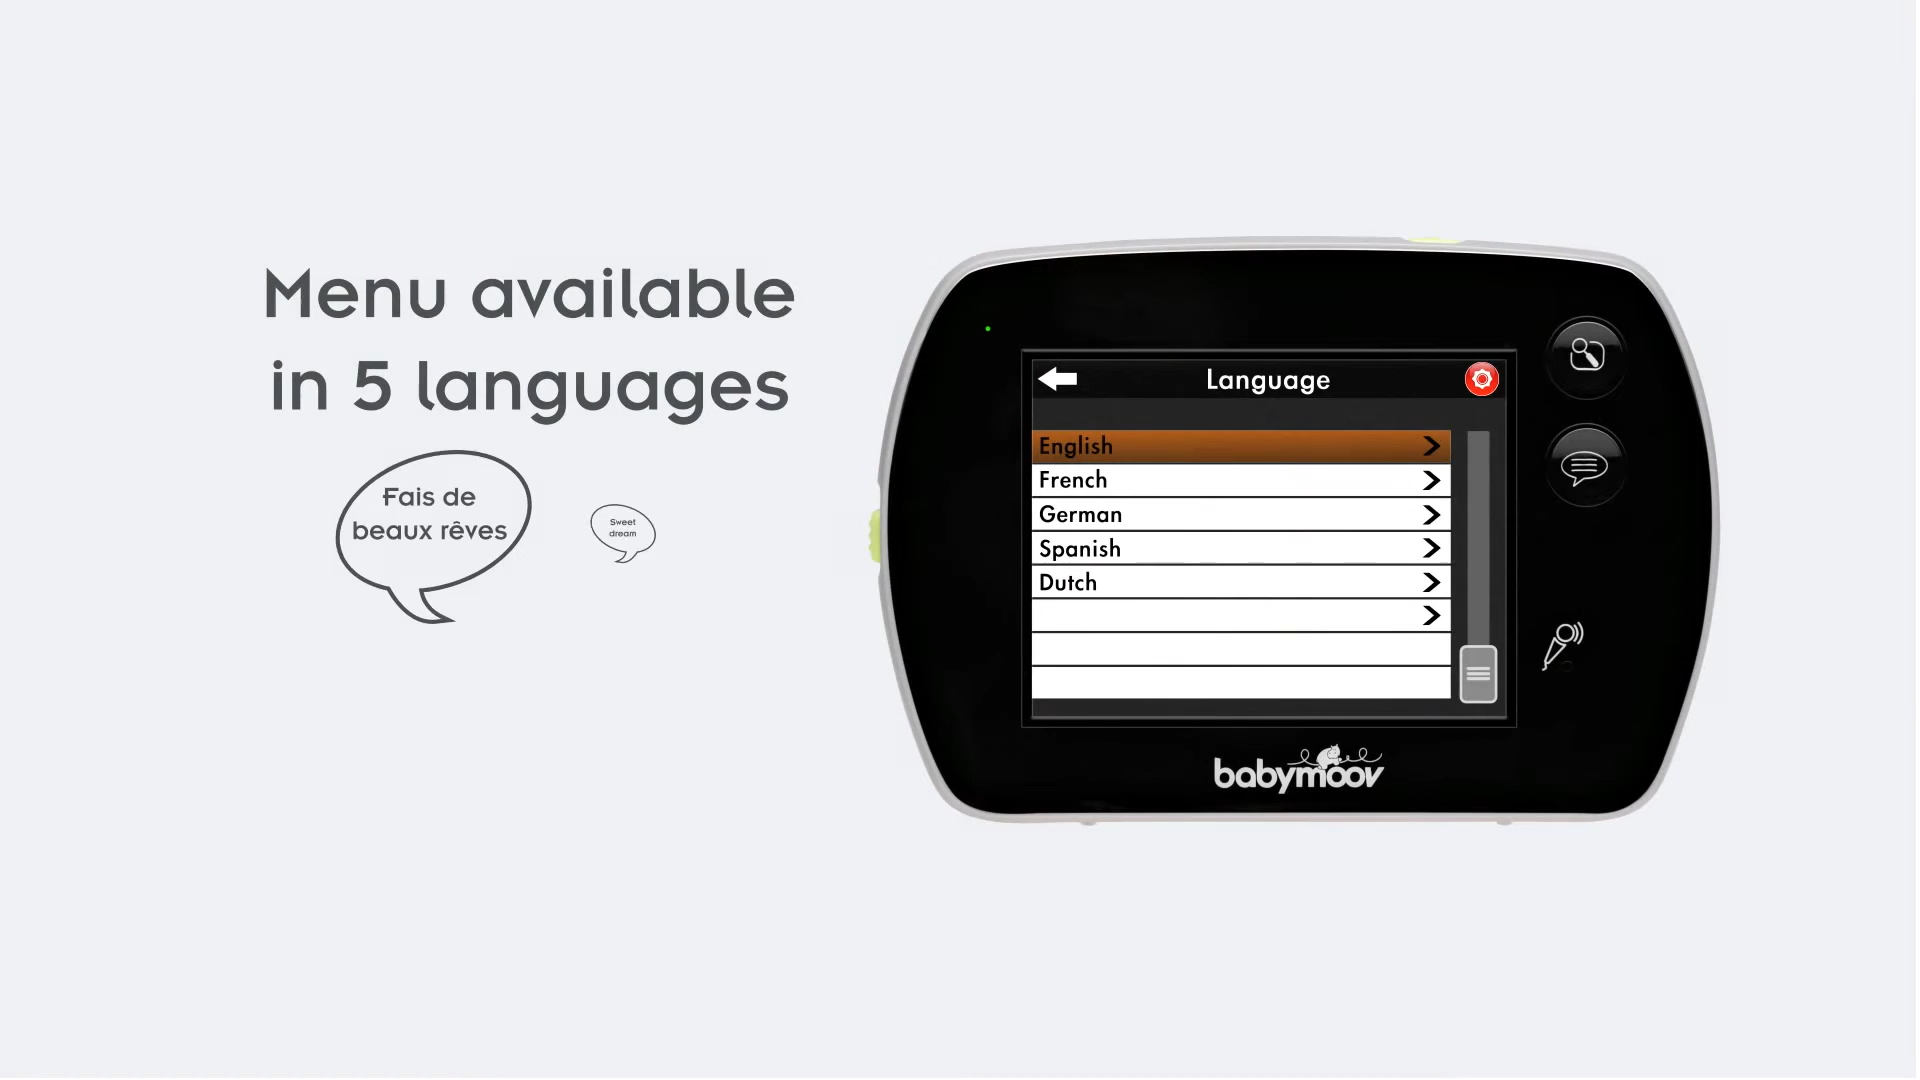 Menu available
in 5 languages
Fais de
beaux rêves
Sweet
dream
Language
English
French
German
Spanish
Dutch
babymoov